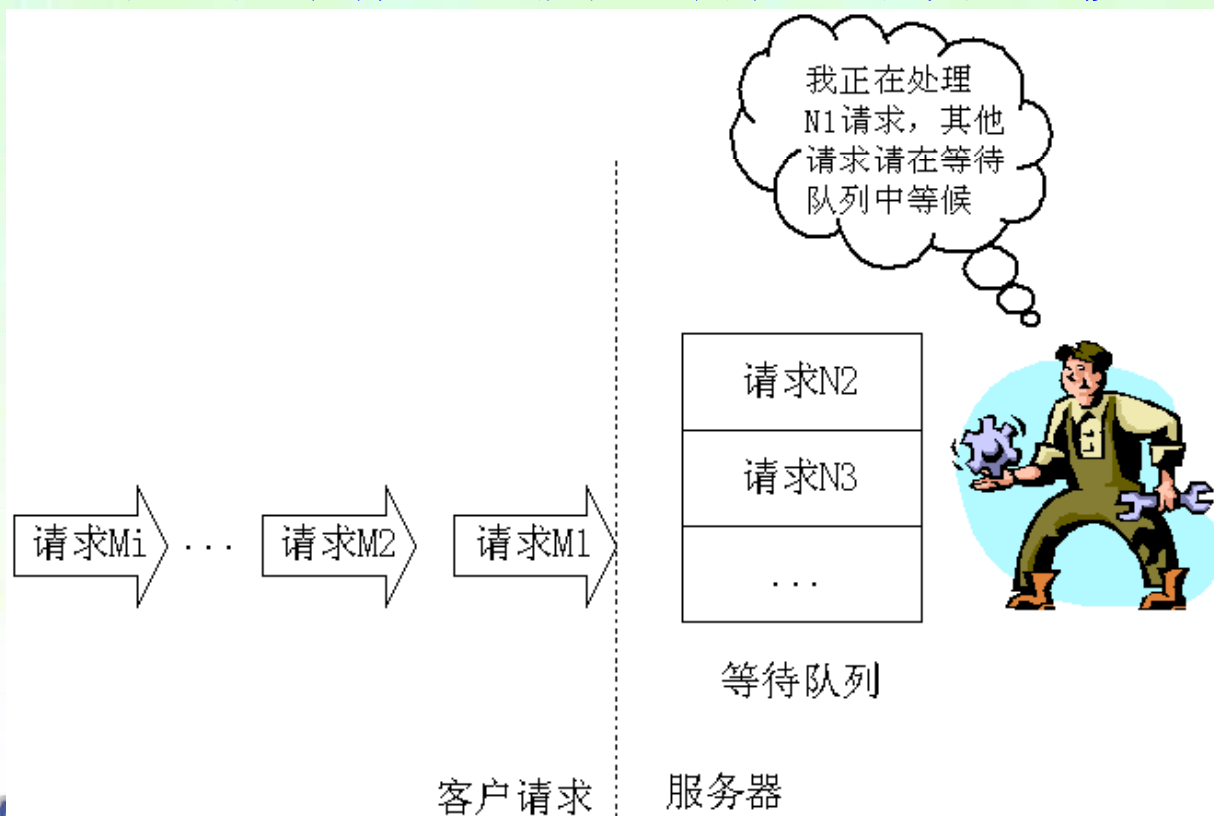 我正在处理
N1请求，其他
请求请在等待
队列中等候
请求N2
请求N3
...
请求Mi
...
请求M2
请求M1
等待队列
客户请求
服务器